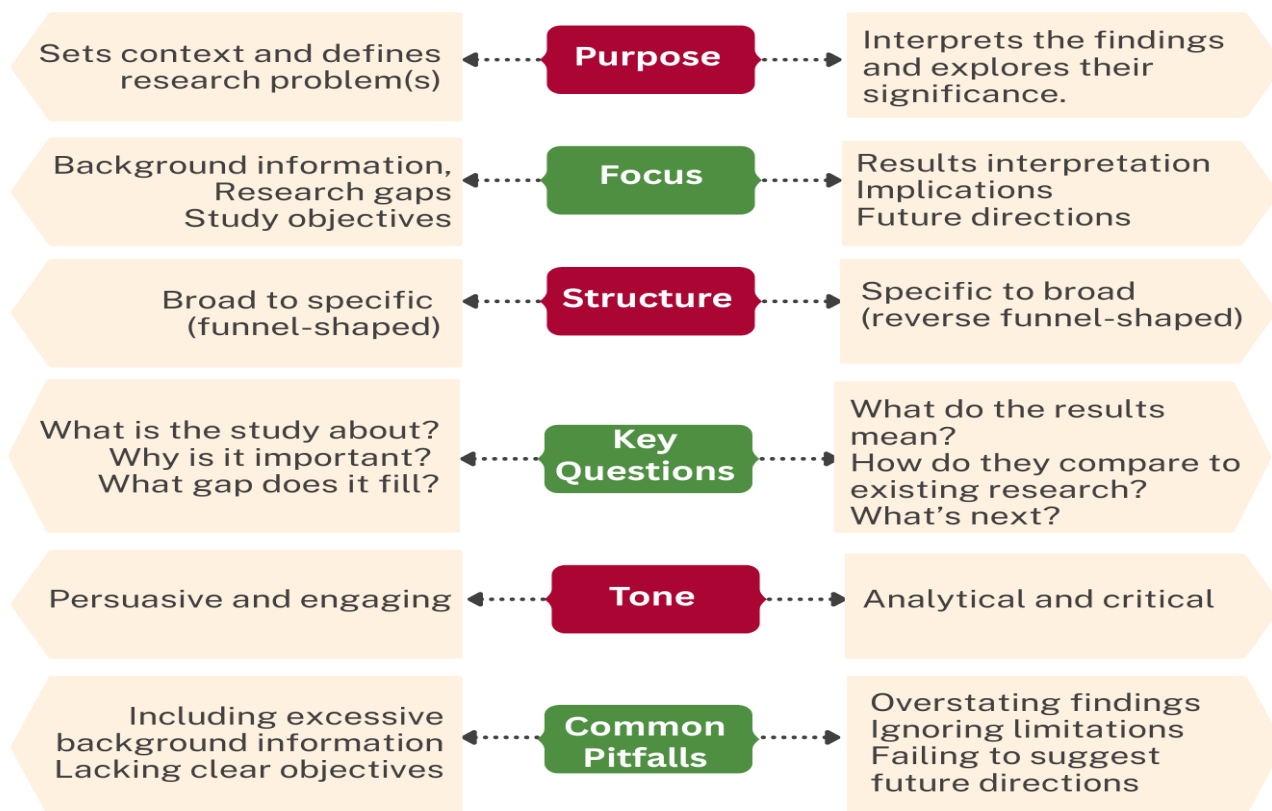 Sets context and defines
research problem(s)
Purpose
Interprets the findings
and explores their
significance.
Background information,
Research gaps
Study objectives
Focus
Results interpretation
Implications
Future directions
Broad to specific
(funnel-shaped)
Structure
Specific to broad
(reverse funnel-shaped)
What is the study about?
Why is it important?
What gap does it fill?
Key
Questions
What do the results
mean?
How do they compare to
existing research?
What’s next?
Persuasive and engaging
Tone
Analytical and critical
Including excessive
background information
Lacking clear objectives
Common
Pitfalls
Overstating findings
Ignoring limitations
Failing to suggest
future directions